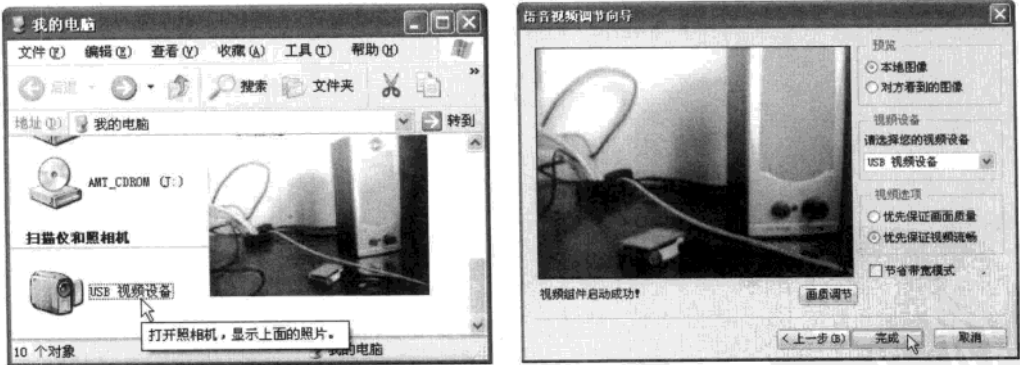 我的电脑
文件(F) 编辑(E) 查看(V) 收藏(A) 工具(T) 帮助(H)
后退 搜索 文件夹 »
地址(D) 我的电脑 转到
AMT_CDROM (J:)
扫描仪和照相机
USB 视频设备
打开照相机，显示上面的照片。
10 个对象 我的电脑
语音视频调节向导
预览
本地图像
对方看到的图像
视频设备
请选择您的视频设备
USB 视频设备
视频选项
优先保证画面质量
优先保证视频流畅
节省带宽模式
视频组件启动成功！ 画质调节
<上一步(B) 完成 取消